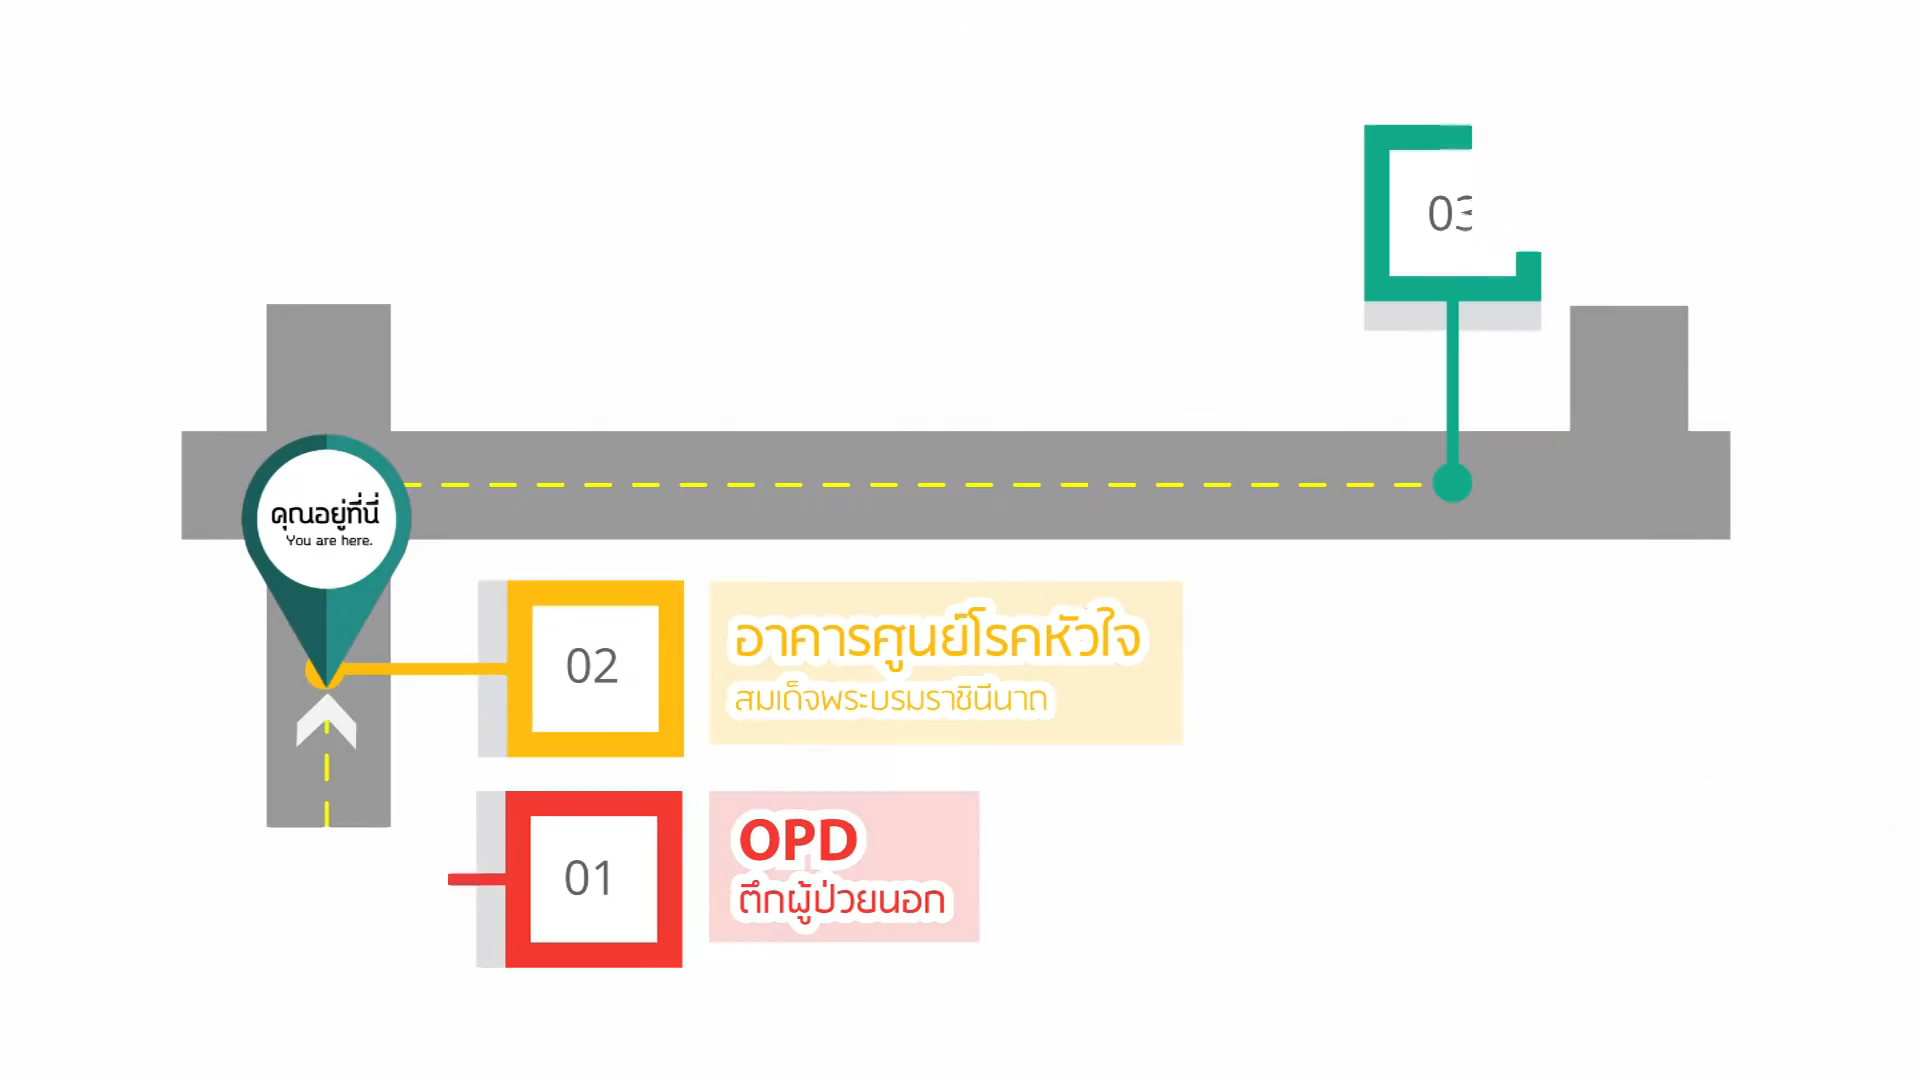 03
คุณอยู่ที่นี่
You are here.
02
อาคารศูนย์โรคหัวใจ
สมเด็จพระบรมราชินีนาถ
01
OPD
ตึกผู้ป่วยนอก